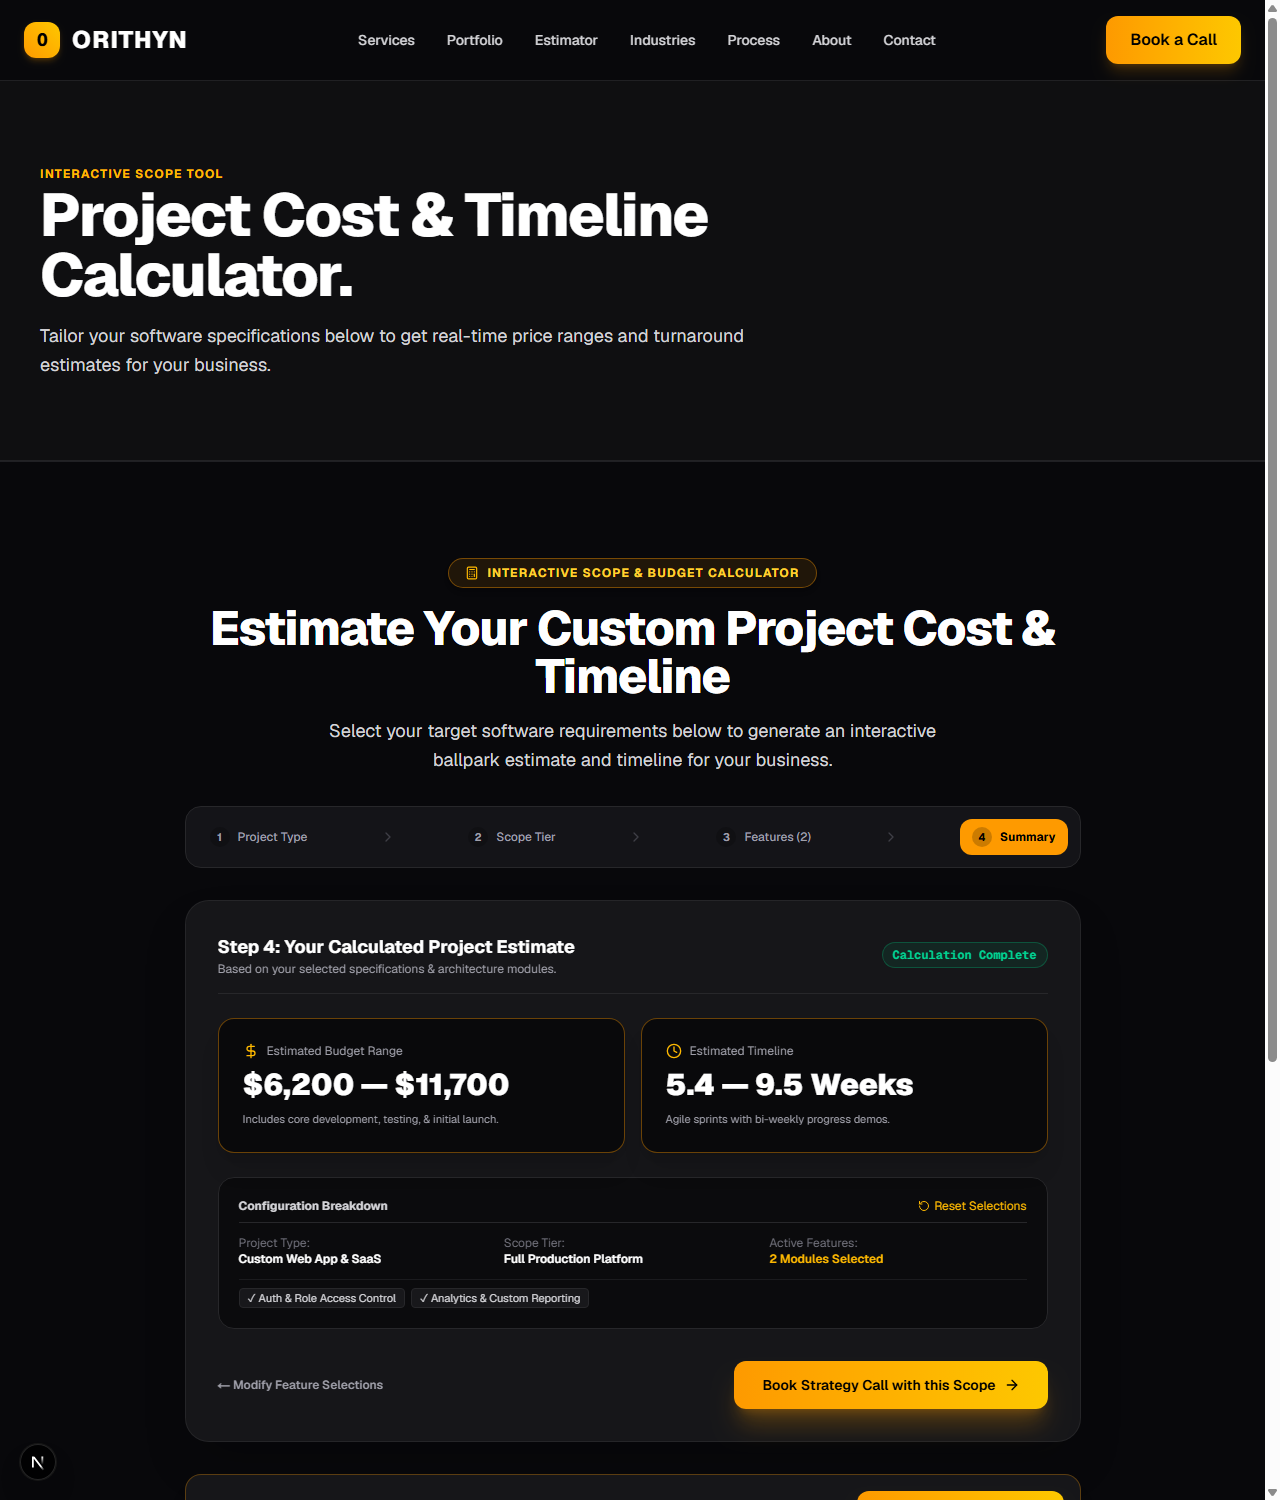 0 ORITHYN
Services Portfolio Estimator Industries Process About Contact
Book a Call
INTERACTIVE SCOPE TOOL
Project Cost & Timeline
Calculator.
Tailor your software specifications below to get real-time price ranges and turnaround
estimates for your business.
INTERACTIVE SCOPE & BUDGET CALCULATOR
Estimate Your Custom Project Cost &
Timeline
Select your target software requirements below to generate an interactive
ballpark estimate and timeline for your business.
1 Project Type > 2 Scope Tier > 3 Features (2) > 4 Summary
Step 4: Your Calculated Project Estimate
Based on your selected specifications & architecture modules.
Calculation Complete
Estimated Budget Range
$6,200 — $11,700
Includes core development, testing, & initial launch.
Estimated Timeline
5.4 — 9.5 Weeks
Agile sprints with bi-weekly progress demos.
Configuration Breakdown
Reset Selections
Project Type:
Custom Web App & SaaS
Scope Tier:
Full Production Platform
Active Features:
2 Modules Selected
✓ Auth & Role Access Control
✓ Analytics & Custom Reporting
← Modify Feature Selections
Book Strategy Call with this Scope →
N